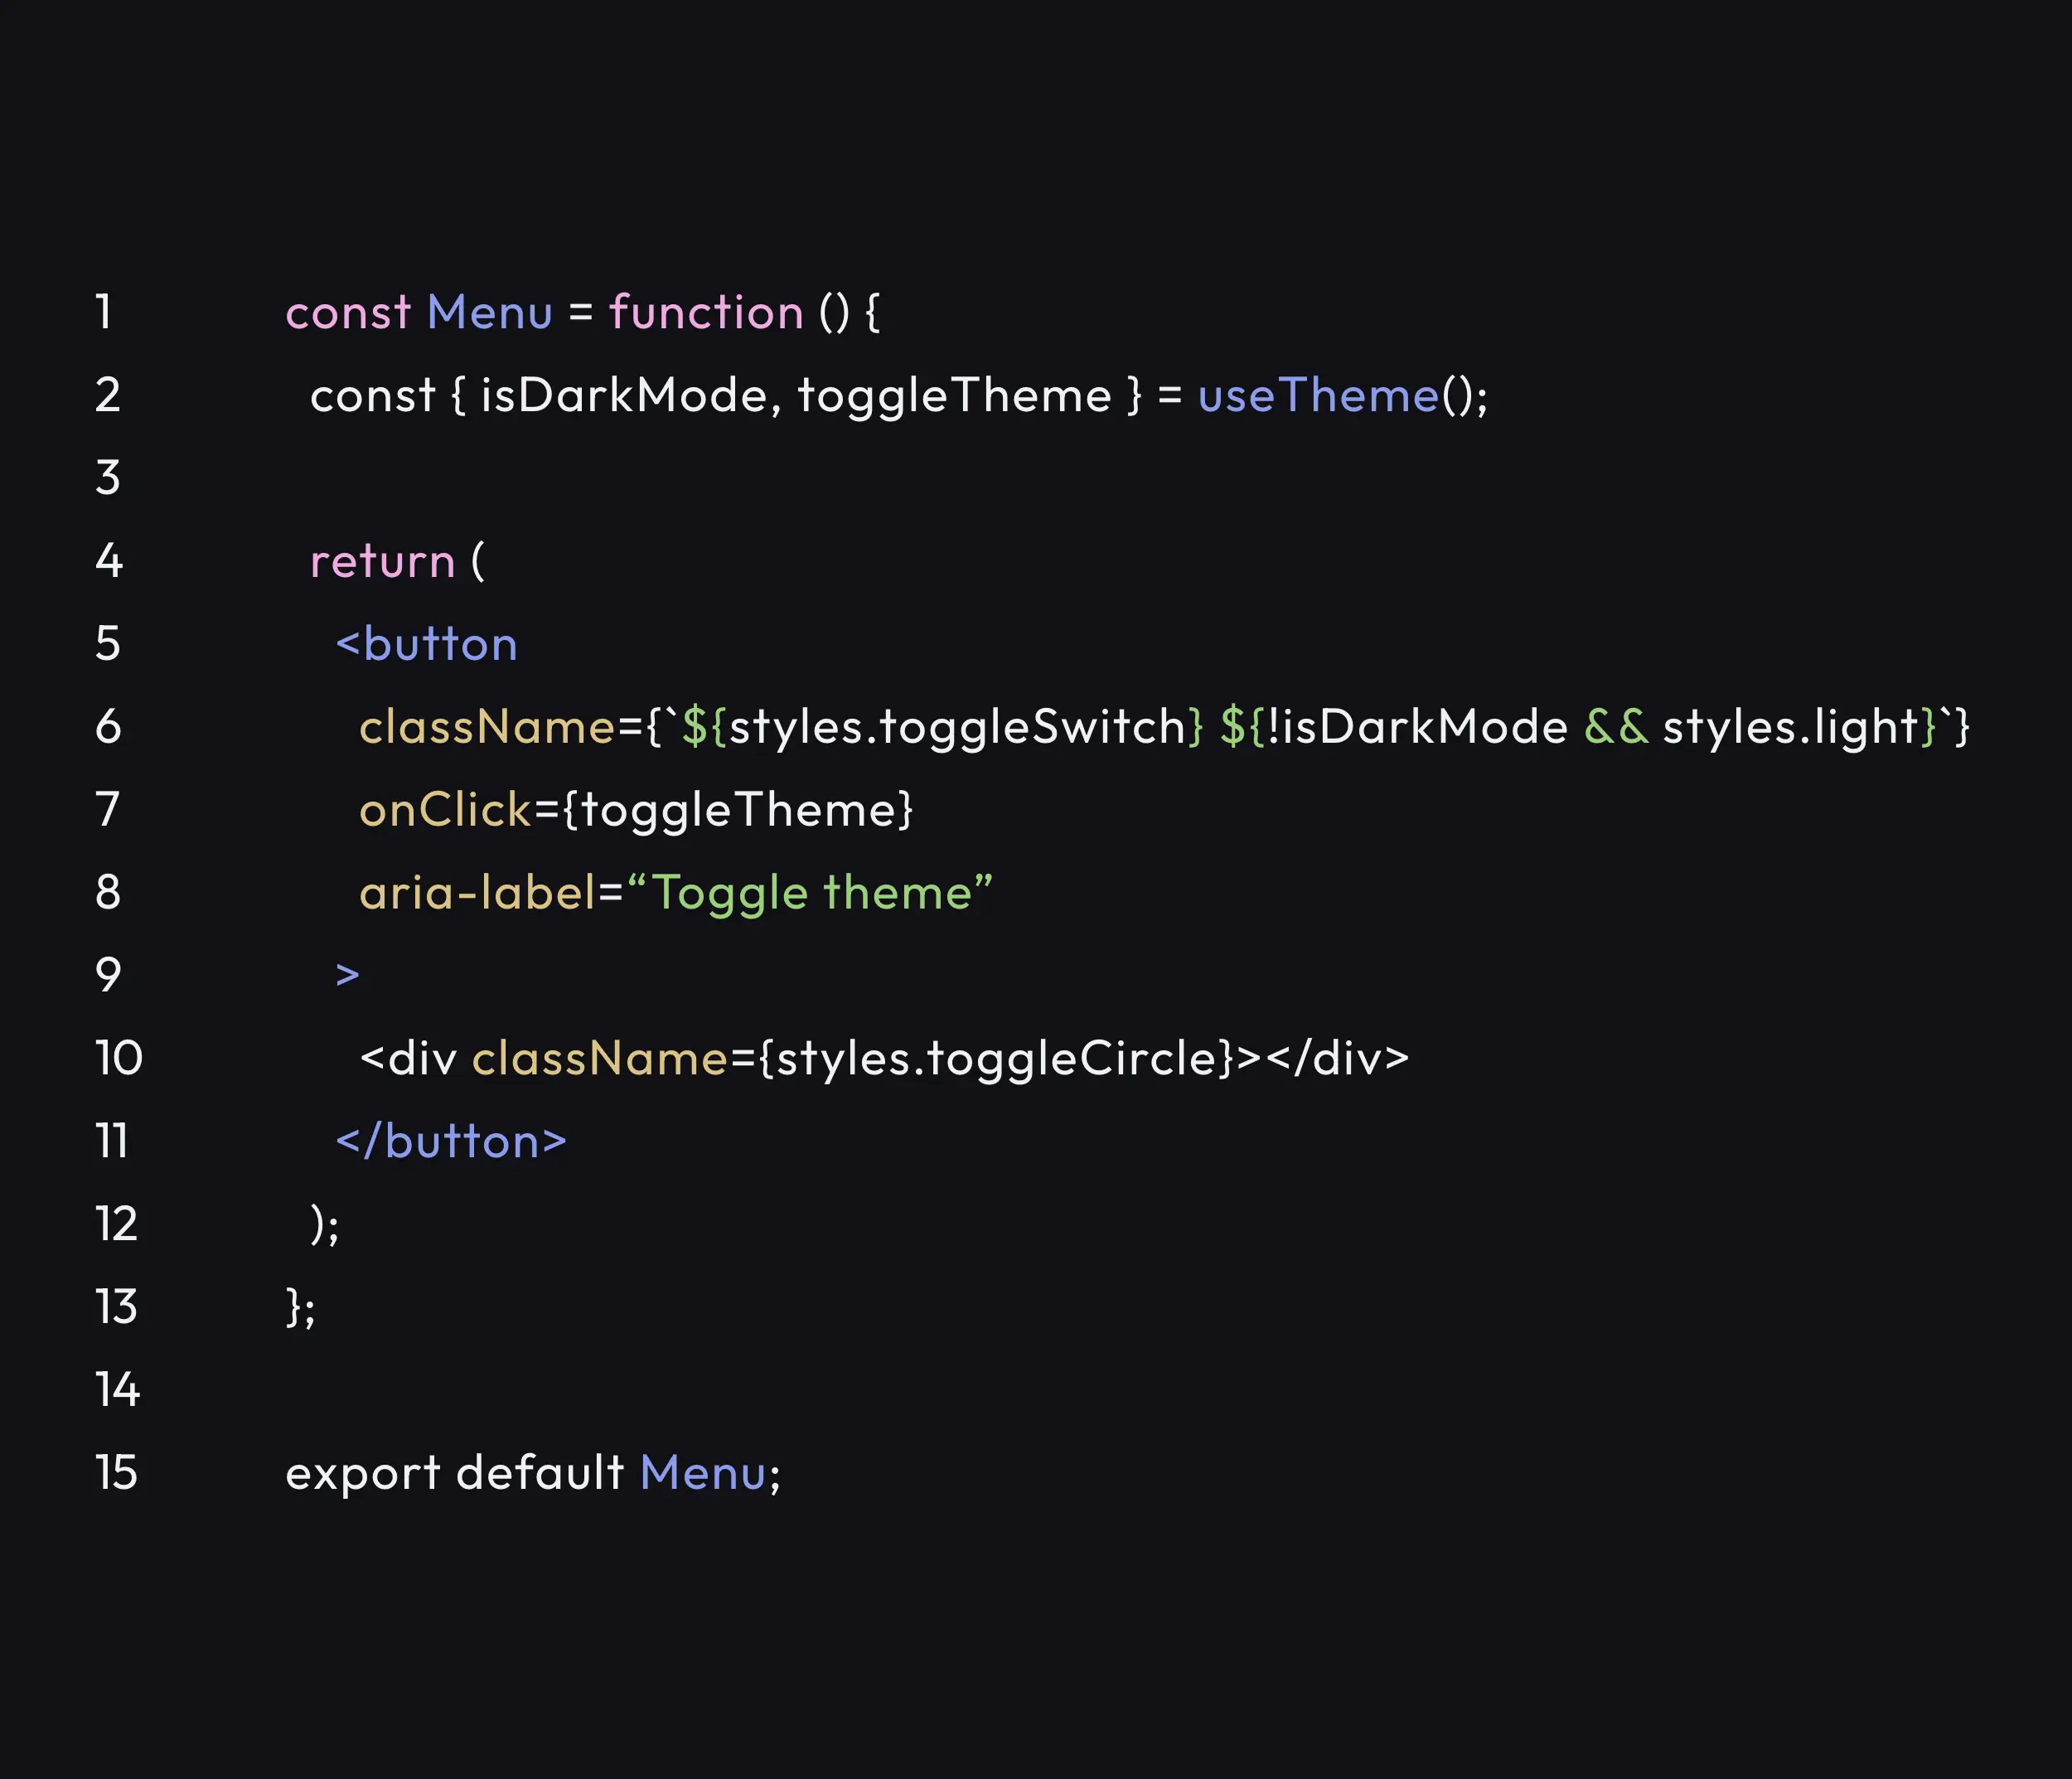 1 const Menu = function () {
2 const { isDarkMode, toggleTheme } = useTheme();
3
4 return (
5 <button
6 className={`${styles.toggleSwitch} ${!isDarkMode && styles.light}`}
7 onClick={toggleTheme}
8 aria-label=“Toggle theme”
9 >
10 <div className={styles.toggleCircle}></div>
11 </button>
12 );
13 };
14
15 export default Menu;